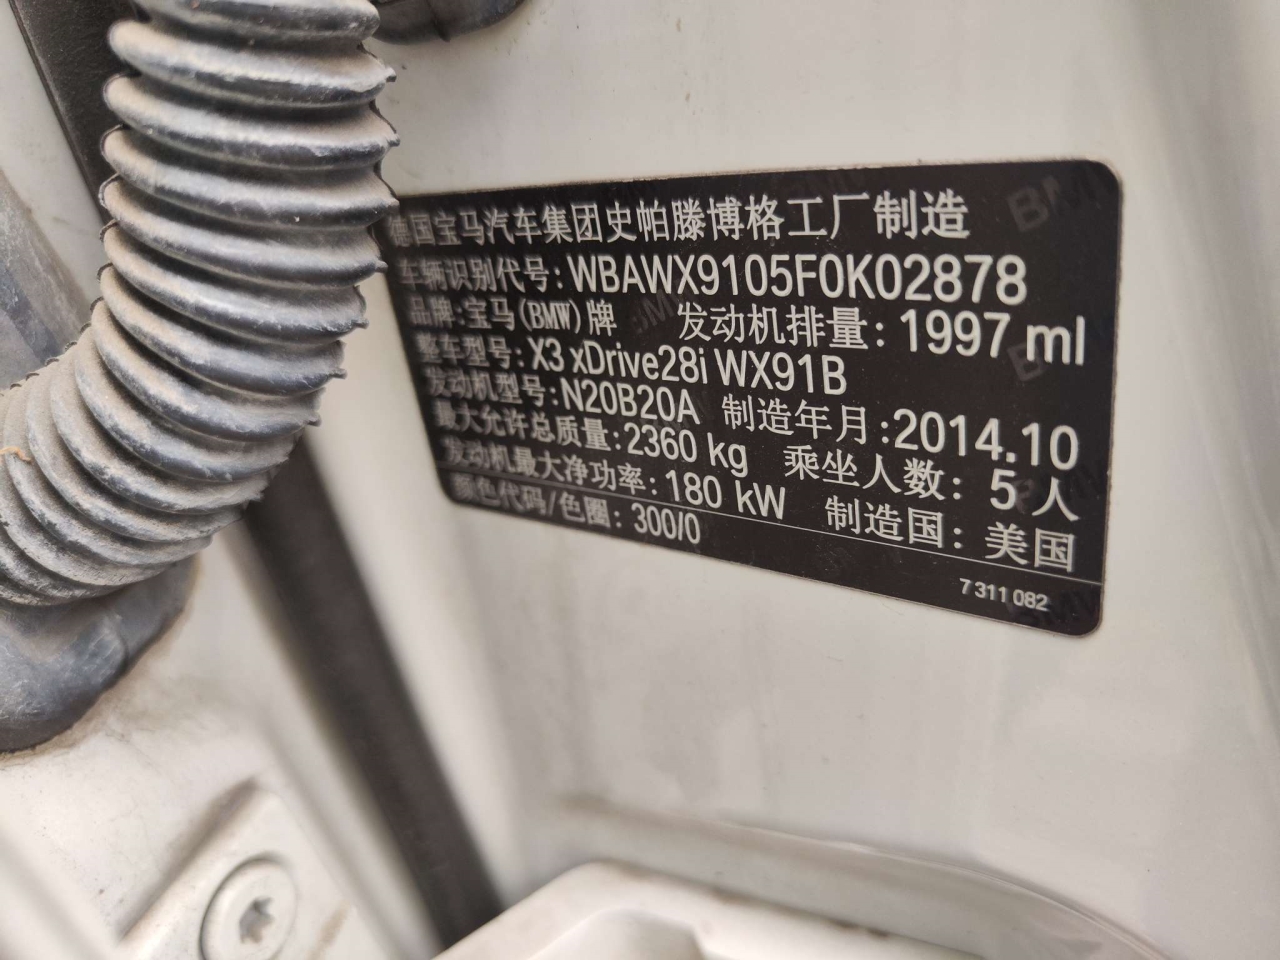 德国宝马汽车集团史帕滕博格工厂制造
车辆识别代号: WBAWX9105F0K02878
品牌: 宝马(BMW)牌 发动机排量: 1997 ml
整车型号: X3 xDrive28i WX91B
发动机型号: N20B20A 制造年月: 2014.10
最大允许总质量: 2360 kg 乘坐人数: 5 人
发动机最大净功率: 180 kW 制造国: 美国
颜色代码/色圈: 300/0
7 311 082